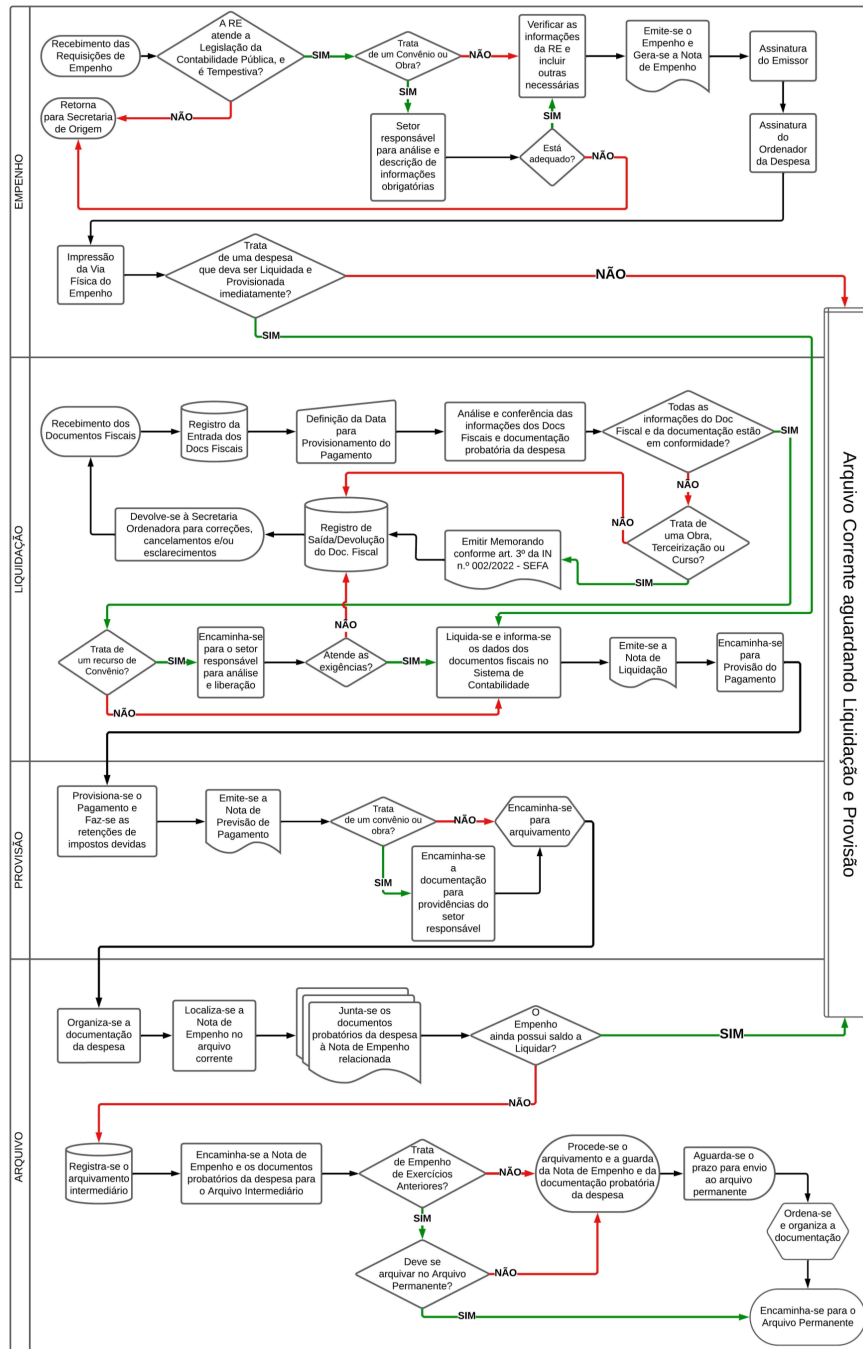 EMPENHO
Recebimento das
Requisições de
Empenho
A RE
atende a
Legislação da
Contabilidade Pública, e
é Tempestiva?
SIM
NÃO
Retorna
para Secretaria
de Origem
Trata
de um Convênio ou
Obra?
NÃO
SIM
Setor
responsável
para análise e
descrição de
informações
obrigatórias
Está
adequado?
SIM
NÃO
Verificar as
informações
da RE e
incluir
outras
necessárias
Emite-se o
Empenho e
Gera-se a Nota
de Empenho
Assinatura
do Emissor
Assinatura
do
Ordenador
da Despesa
Impressão
da Via
Física do
Empenho
Trata
de uma despesa
que deva ser Liquidada e
Provisionada
imediatamente?
NÃO
SIM
Arquivo Corrente aguardando Liquidação e Provisão
LIQUIDAÇÃO
Recebimento dos
Documentos Fiscais
Registro da
Entrada dos
Docs Fiscais
Definição da Data
para
Provisionamento do
Pagamento
Análise e conferência das
informações dos Docs
Fiscais e documentação
probatória da despesa
Todas as
informações do Doc
Fiscal e da documentação estão
em conformidade?
SIM
NÃO
Trata de
uma Obra,
Terceirização ou
Curso?
NÃO
SIM
Emitir Memorando
conforme art. 3º da IN
n.º 002/2022 - SEFA
Registro de
Saída/Devolução
do Doc. Fiscal
Devolve-se à Secretaria
Ordenadora para correções,
cancelamentos e/ou
esclarecimentos
Trata de
um recurso de
Convênio?
SIM
NÃO
Encaminha-se
para o setor
responsável
para análise
e liberação
Atende as
exigências?
NÃO
SIM
Liquida-se e informa-se
os dados dos
documentos fiscais no
Sistema de
Contabilidade
Emite-se a
Nota de
Liquidação
Encaminha-se
para
Provisão do
Pagamento
PROVISÃO
Provisiona-se o
Pagamento e
Faz-se as
retenções de
impostos devidas
Emite-se a
Nota de
Previsão de
Pagamento
Trata
de um convênio ou
obra?
NÃO
SIM
Encaminha-se
a
documentação
para
providências do
setor
responsável
Encaminha-se
para
arquivamento
ARQUIVO
Organiza-se a
documentação
da despesa
Localiza-se a
Nota de
Empenho no
arquivo
corrente
Junta-se os
documentos
probatórios da despesa
à Nota de Empenho
relacionada
O
Empenho
ainda possui saldo a
Liquidar?
SIM
NÃO
Registra-se o
arquivamento
intermediário
Encaminha-se a Nota de
Empenho e os documentos
probatórios da despesa para
o Arquivo Intermediário
Trata
de Empenho
de Exercícios
Anteriores?
NÃO
SIM
Deve se
arquivar no Arquivo
Permanente?
NÃO
SIM
Procede-se o
arquivamento e a guarda
da Nota de Empenho e da
documentação probatória
da despesa
Aguarda-se o
prazo para envio
ao arquivo
permanente
Ordena-se
e organiza a
documentação
Encaminha-se para o
Arquivo Permanente